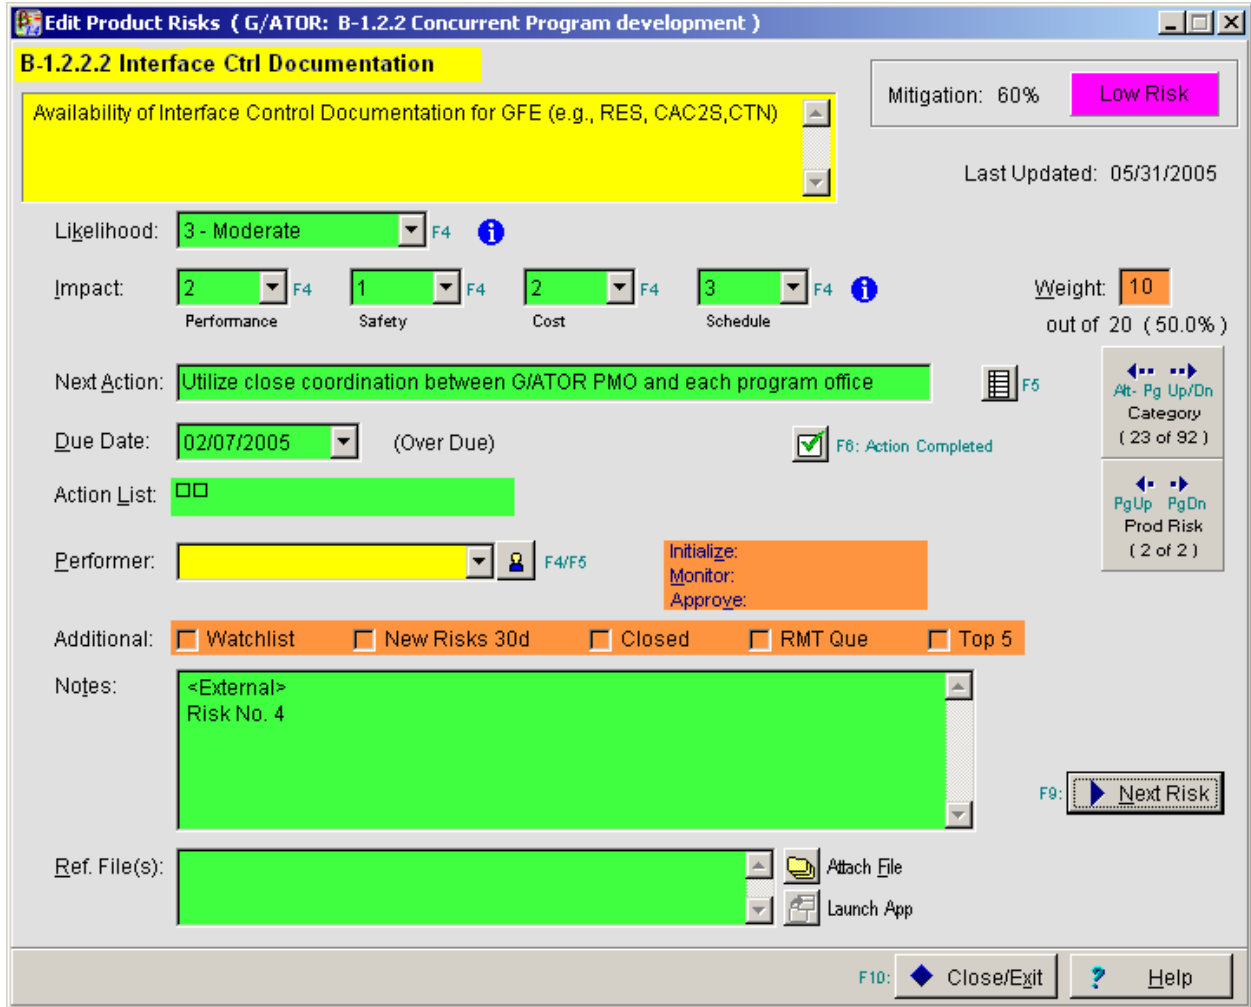 Edit Product Risks ( G/ATOR: B-1.2.2 Concurrent Program development )
B-1.2.2.2 Interface Ctrl Documentation
Mitigation: 60% Low Risk
Availability of Interface Control Documentation for GFE (e.g., RES, CAC2S,CTN)
Last Updated: 05/31/2005
Likelihood: 3 - Moderate F4
Impact: 2 F4 1 F4 2 F4 3 F4 Weight: 10
Performance Safety Cost Schedule out of 20 ( 50.0% )
Next Action: Utilize close coordination between G/ATOR PMO and each program office F5
Alt- Pg Up/Dn
Category
( 23 of 92 )
Due Date: 02/07/2005 (Over Due) F6: Action Completed
Action List:
PgUp PgDn
Prod Risk
( 2 of 2 )
Performer: F4/F5
Initialize:
Monitor:
Approve:
Additional: Watchlist New Risks 30d Closed RMT Que Top 5
Notes: <External>
Risk No. 4
F9: Next Risk
Ref. File(s): Attach File
Launch App
F10: Close/Exit ? Help